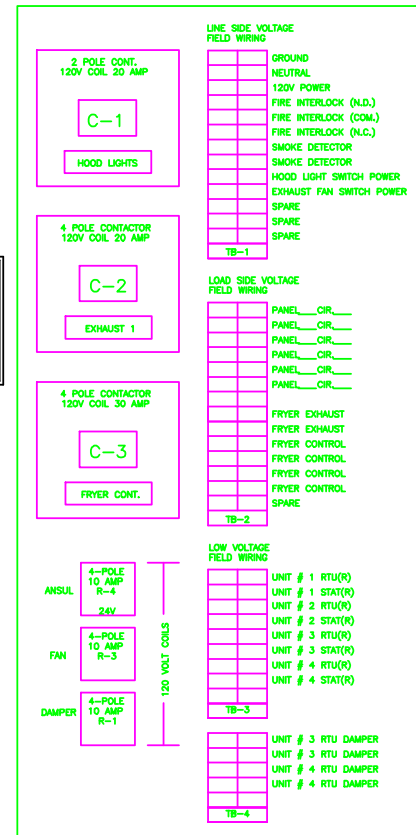 2 POLE CONT.
120V COIL 20 AMP
C-1
HOOD LIGHTS
4 POLE CONTACTOR
120V COIL 20 AMP
C-2
EXHAUST 1
4 POLE CONTACTOR
120V COIL 30 AMP
C-3
FRYER CONT.
ANSUL
4-POLE
10 AMP
R-4
24V
FAN
4-POLE
10 AMP
R-3
DAMPER
4-POLE
10 AMP
R-1
120 VOLT COILS
LINE SIDE VOLTAGE
FIELD WIRING
GROUND
NEUTRAL
120V POWER
FIRE INTERLOCK (N.O.)
FIRE INTERLOCK (COM.)
FIRE INTERLOCK (N.C.)
SMOKE DETECTOR
SMOKE DETECTOR
HOOD LIGHT SWITCH POWER
EXHAUST FAN SWITCH POWER
SPARE
SPARE
SPARE
TB-1
LOAD SIDE VOLTAGE
FIELD WIRING
PANEL___CIR.___
PANEL___CIR.___
PANEL___CIR.___
PANEL___CIR.___
PANEL___CIR.___
PANEL___CIR.___
FRYER EXHAUST
FRYER EXHAUST
FRYER CONTROL
FRYER CONTROL
FRYER CONTROL
FRYER CONTROL
SPARE
TB-2
LOW VOLTAGE
FIELD WIRING
UNIT # 1 RTU(R)
UNIT # 1 STAT(R)
UNIT # 2 RTU(R)
UNIT # 2 STAT(R)
UNIT # 3 RTU(R)
UNIT # 3 STAT(R)
UNIT # 4 RTU(R)
UNIT # 4 STAT(R)
TB-3
UNIT # 3 RTU DAMPER
UNIT # 3 RTU DAMPER
UNIT # 4 RTU DAMPER
UNIT # 4 RTU DAMPER
TB-4